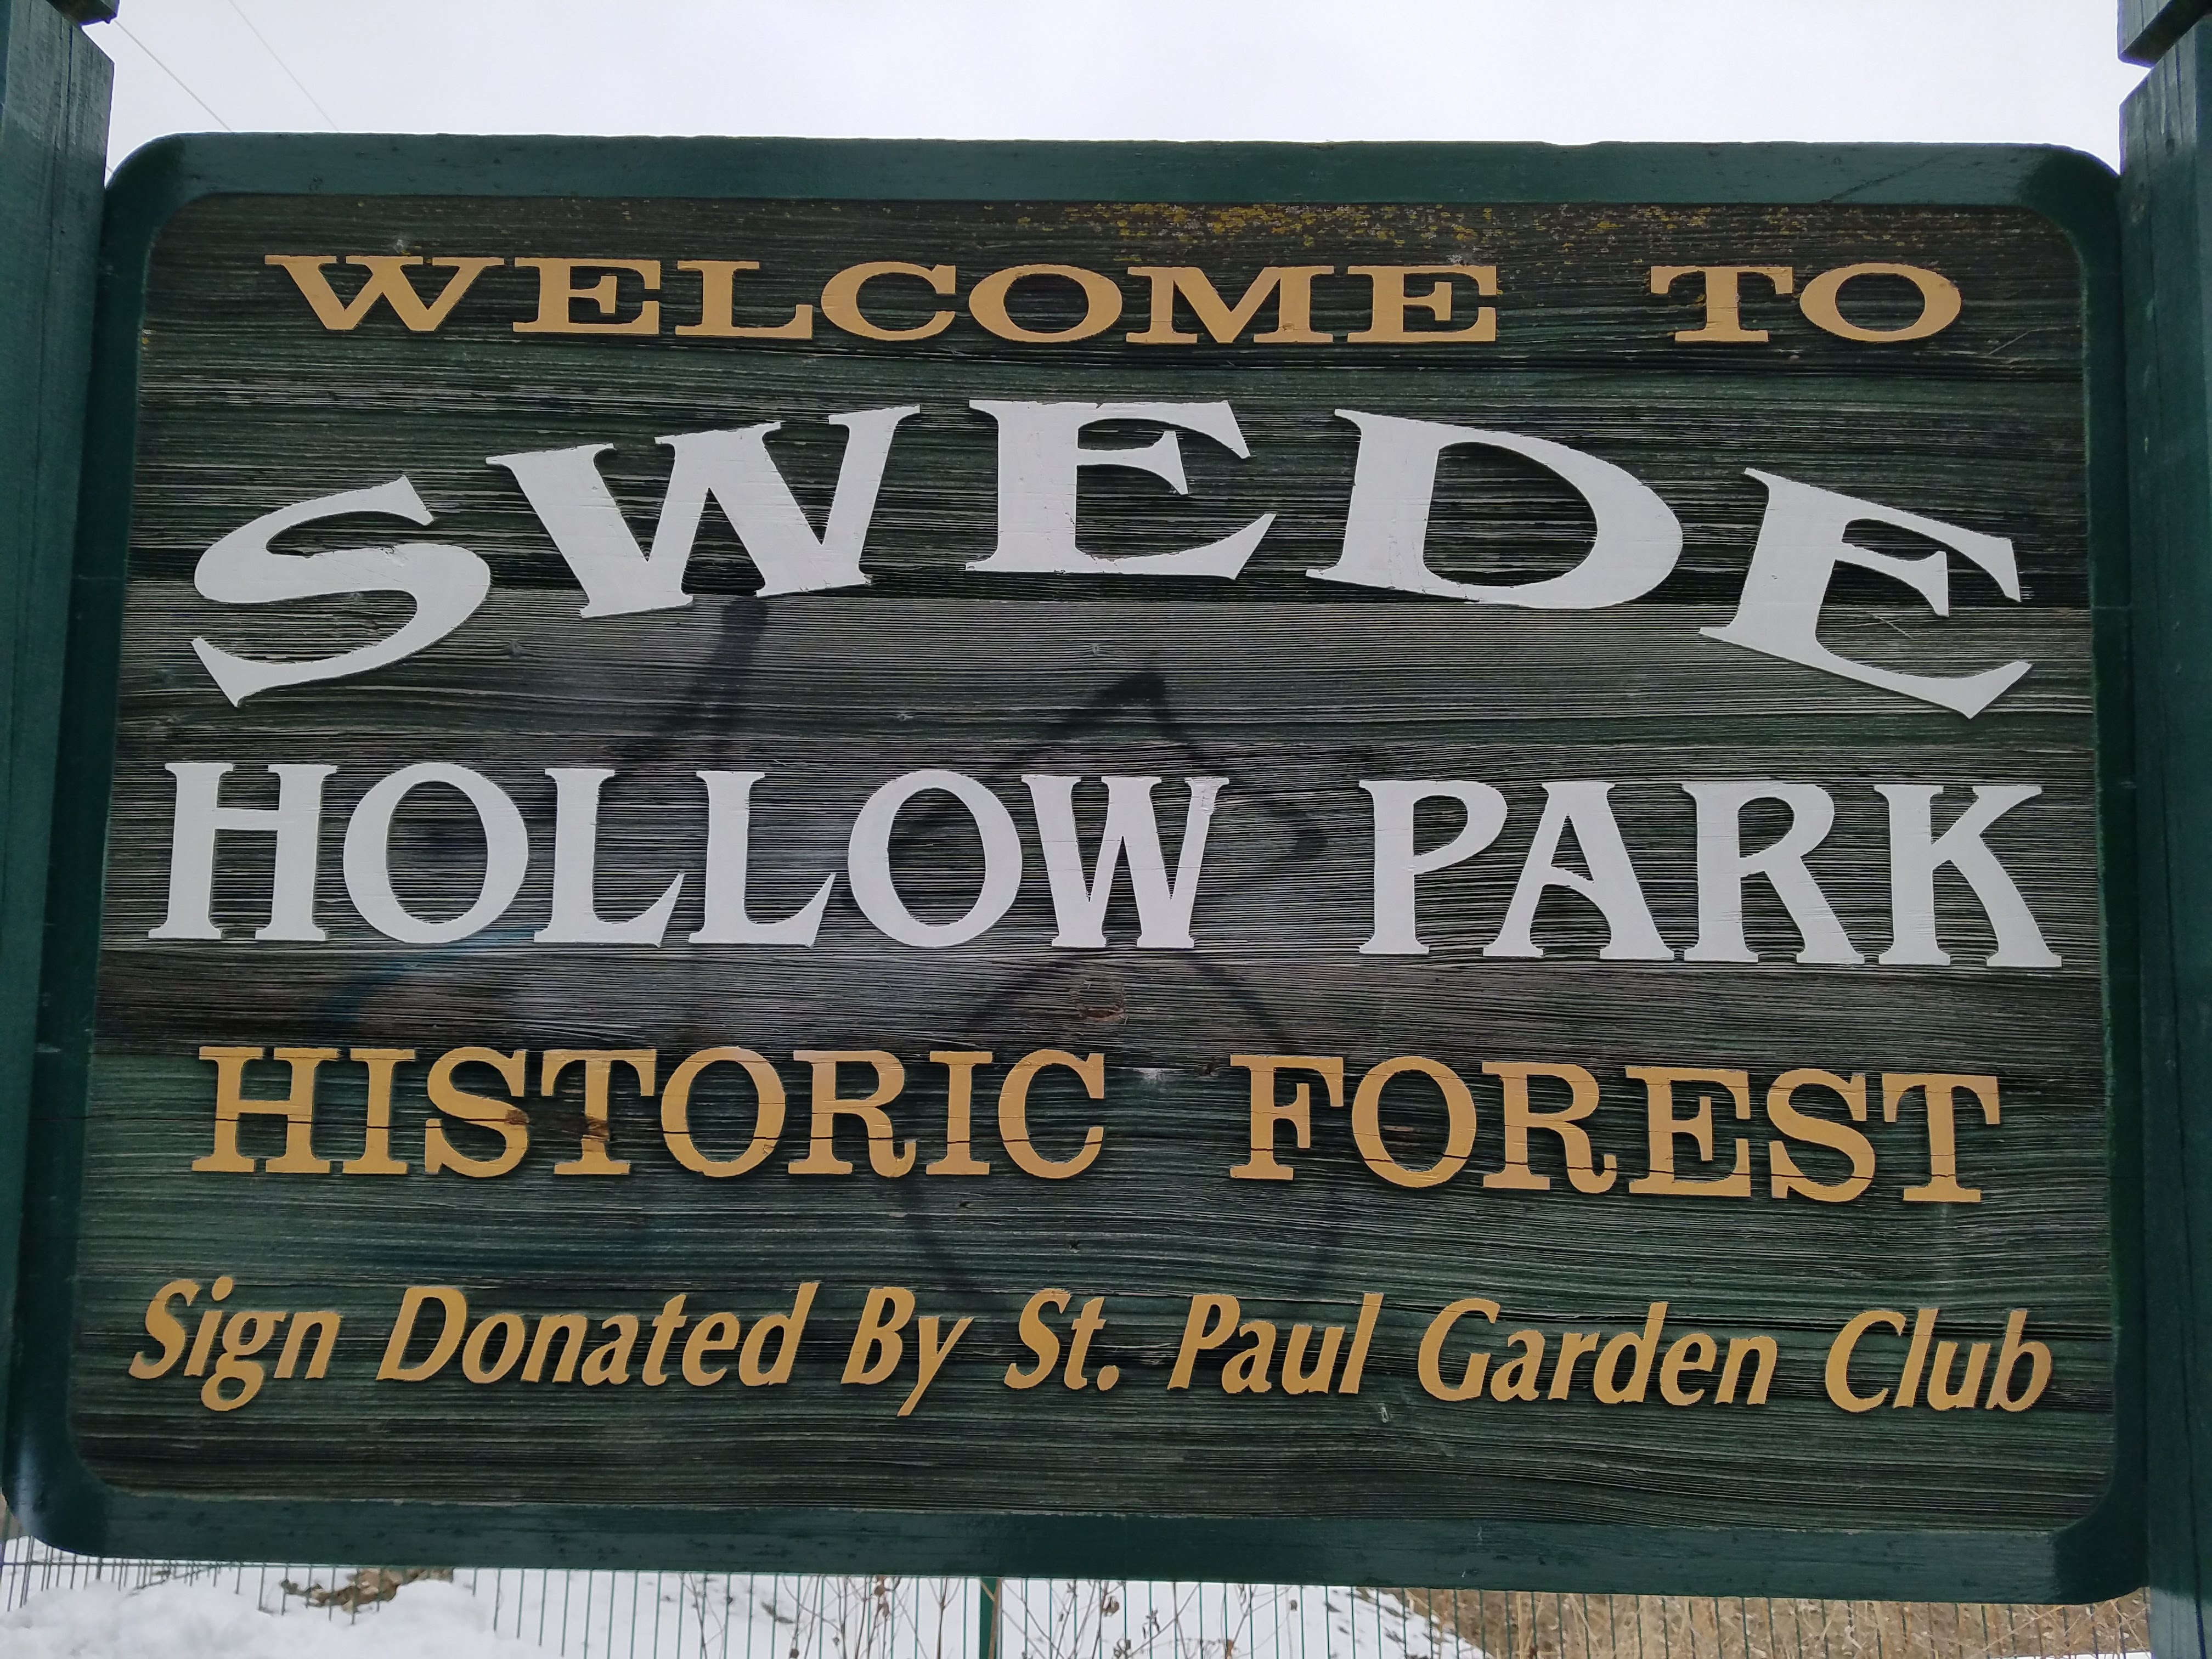 WELCOME TO
SWEDE
HOLLOW PARK
HISTORIC FOREST
Sign Donated By St. Paul Garden Club